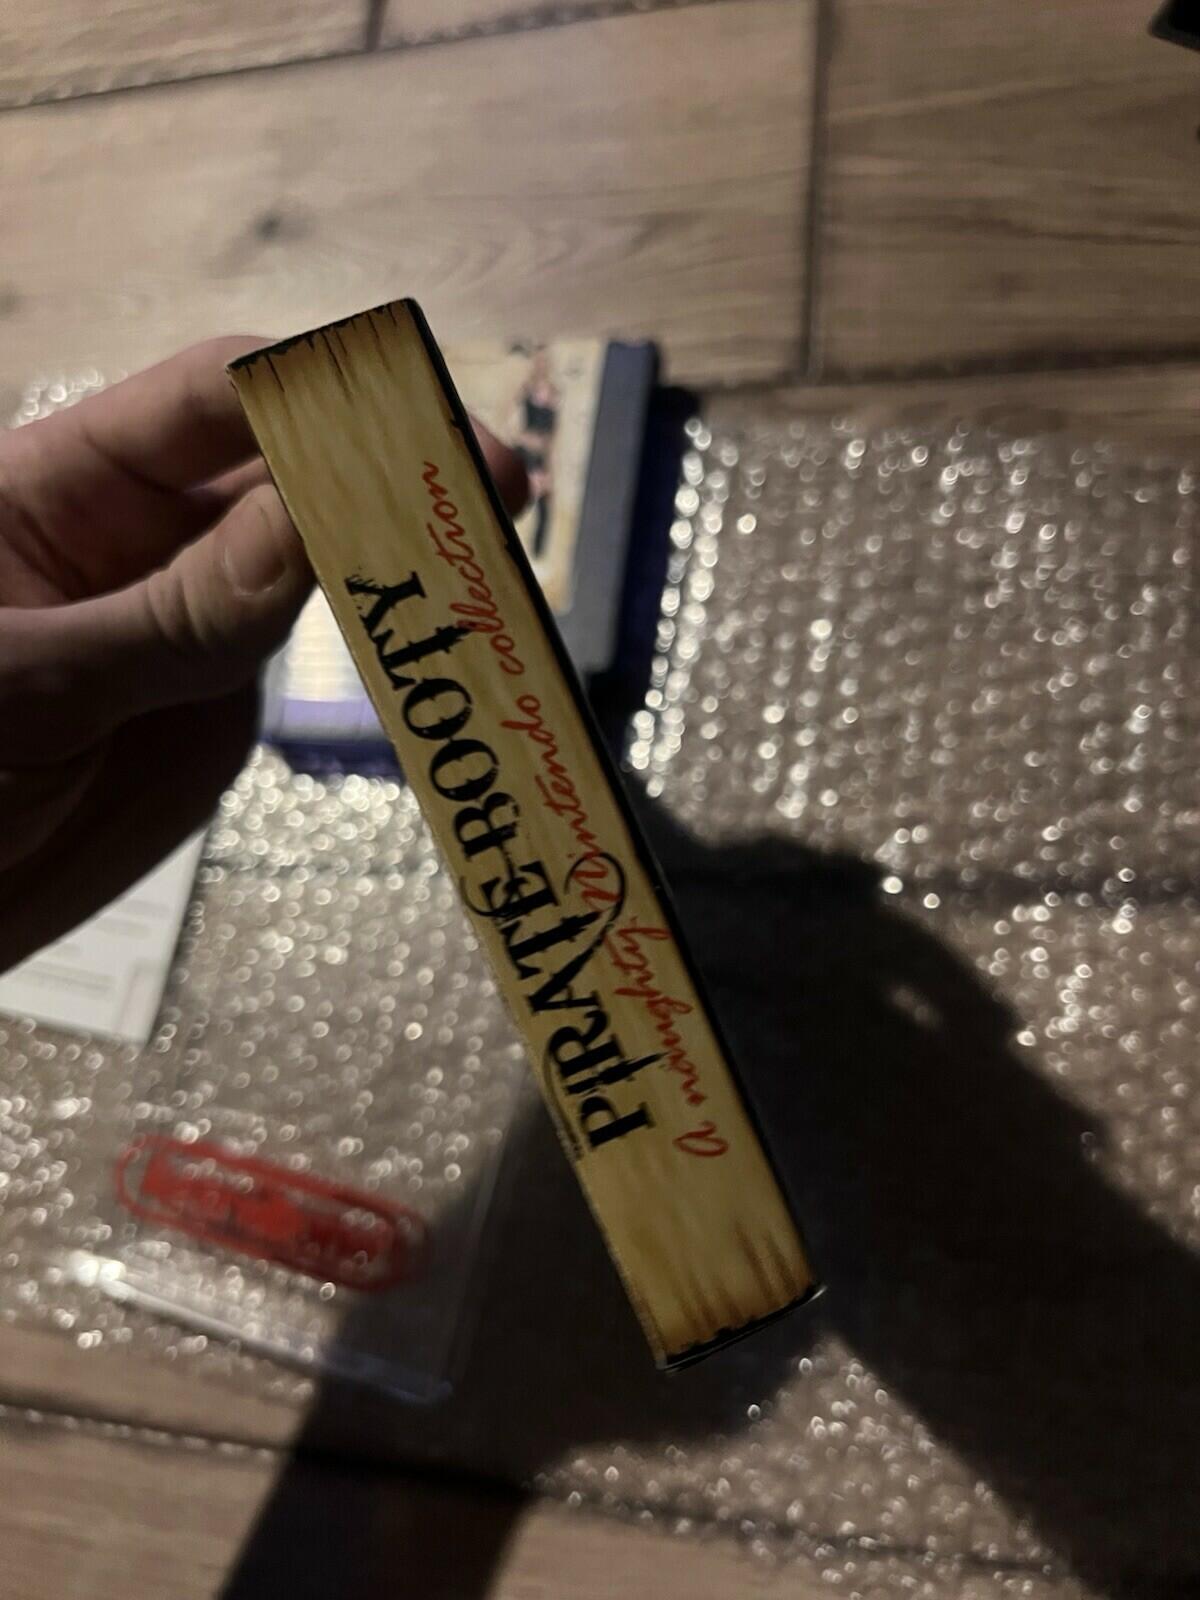 PIRATE BOOTY
a naughty Nintendo collection